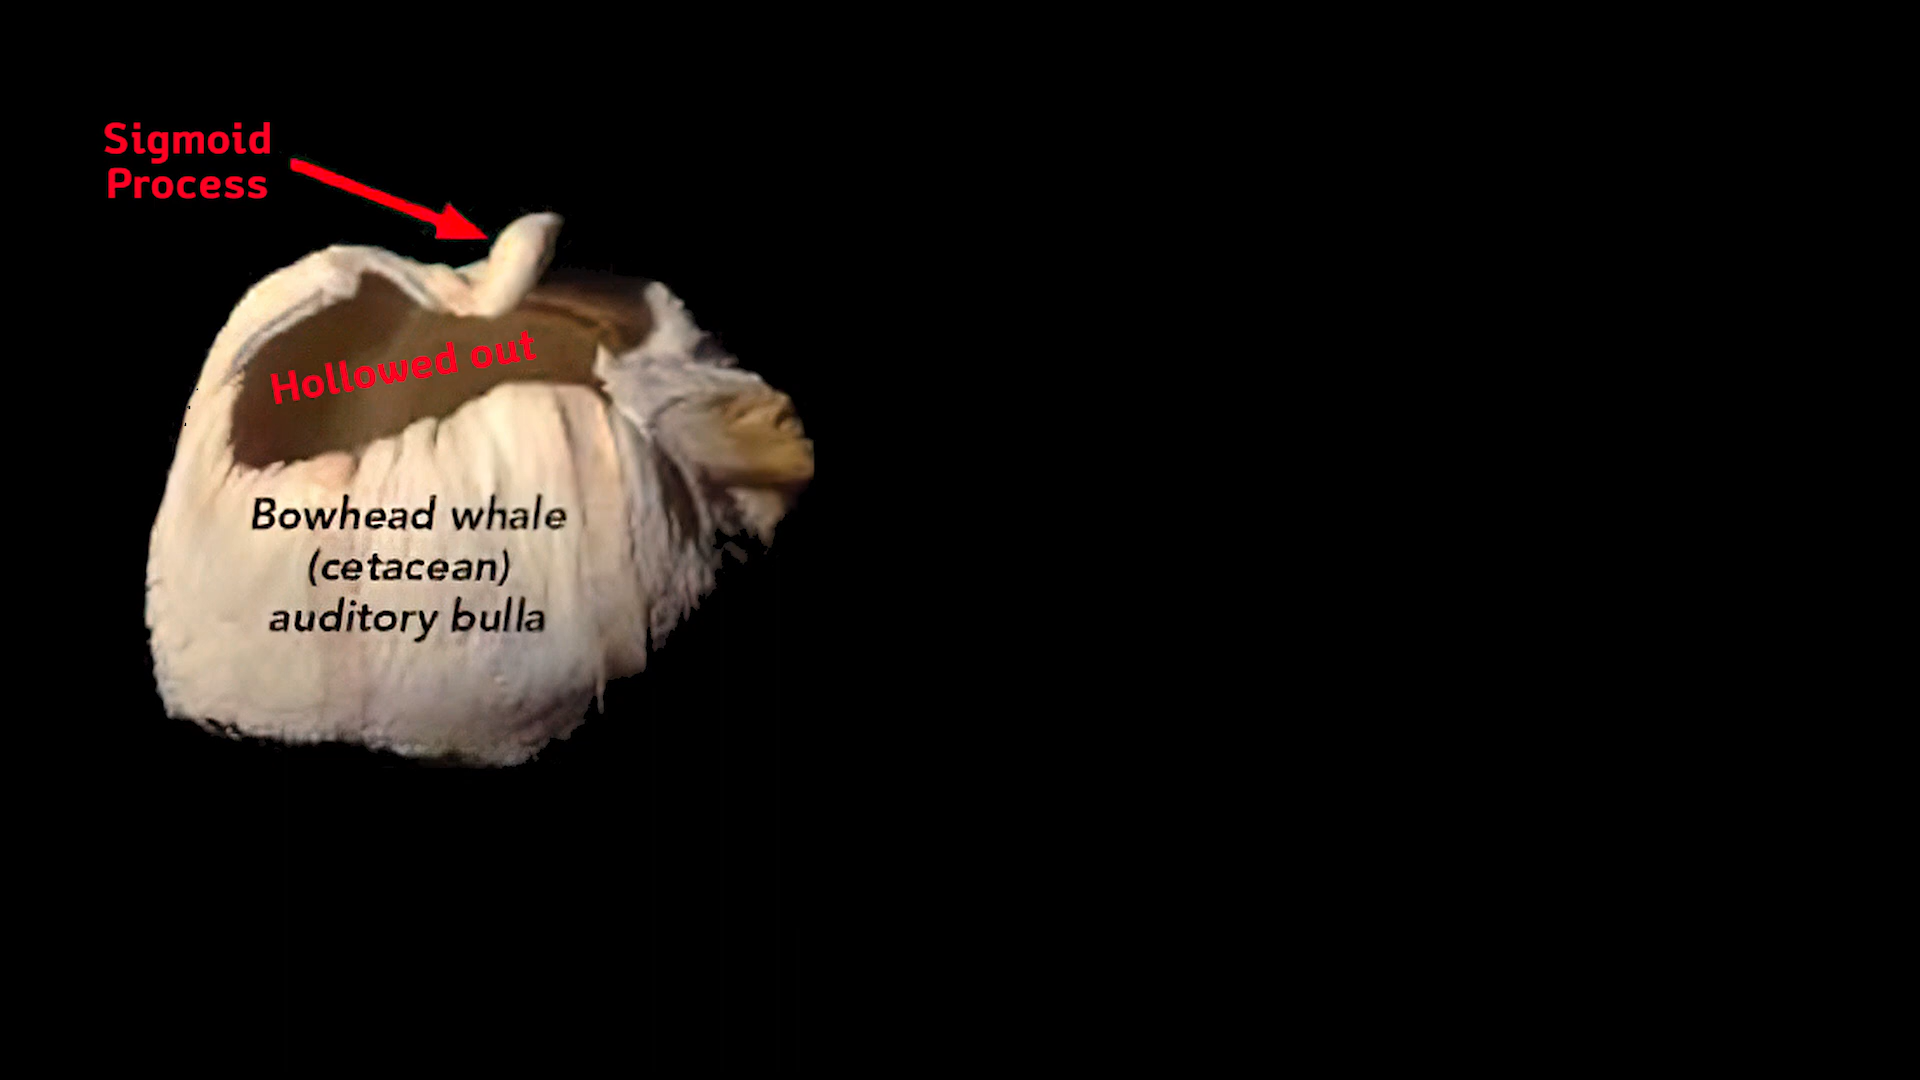 Sigmoid
Process
Hollowed out
Bowhead whale
(cetacean)
auditory bulla